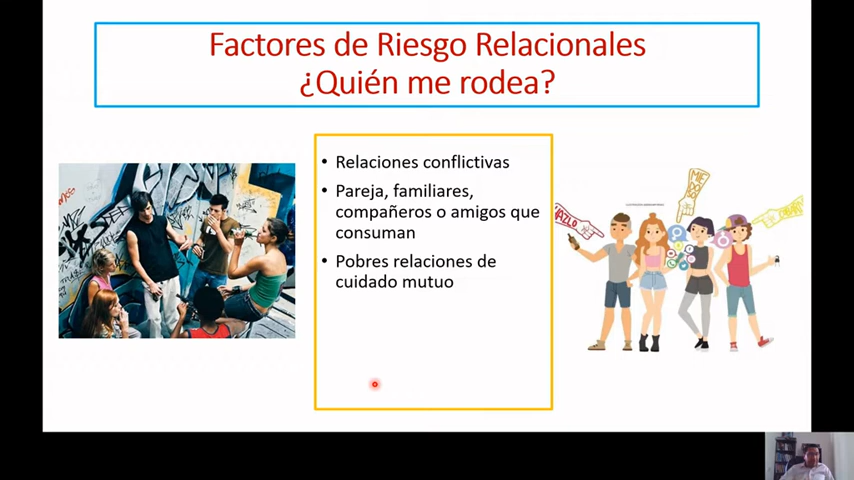 Factores de Riesgo Relacionales
¿Quién me rodea?
• Relaciones conflictivas
• Pareja, familiares,
compañeros o amigos que
consuman
• Pobres relaciones de
cuidado mutuo
HAZLO